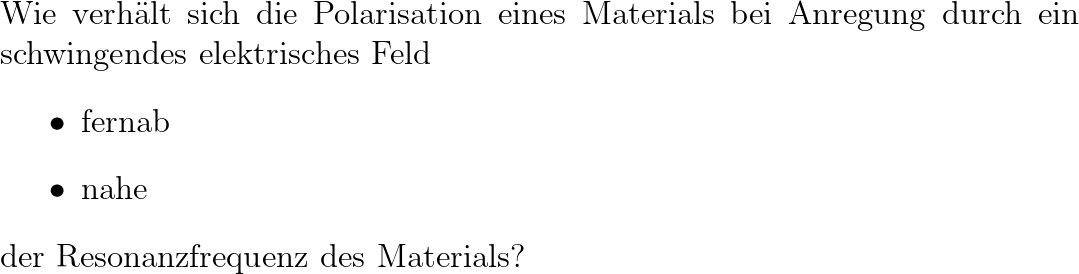 Wie verhält sich die Polarisation eines Materials bei Anregung durch ein
schwingendes elektrisches Feld
• fernab
• nahe
der Resonanzfrequenz des Materials?